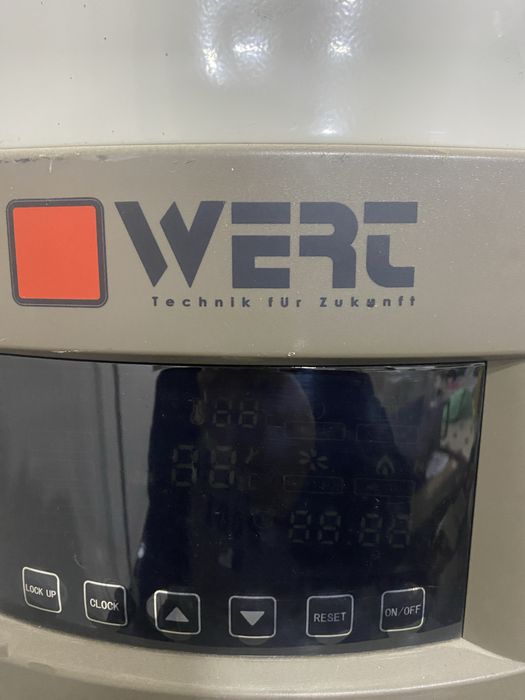 WERT
Technik für Zukunft
LOCK UP
CLOCK
RESET
ON/OFF